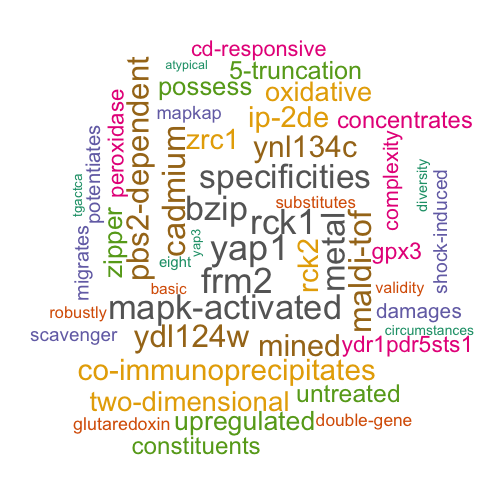 cd-responsive
atypical
5-truncation
possess
oxidative
peroxidase
pbs2-dependent
mapkap
ip-2de
concentrates
potentiates
cadmium
zrc1
ynl134c
complexity
diversity
tgactca
specificities
shock-induced
zipper
bzip
rck1
substitutes
metal
maldi-tof
gpx3
migrates
yap3
yap1
eight
rck2
basic
frm2
validity
robustly
mapk-activated
damages
scavenger
ydl124w
mined
ydr1pdr5sts1
circumstances
co-immunoprecipitates
two-dimensional
untreated
glutaredoxin
upregulated
double-gene
constituents